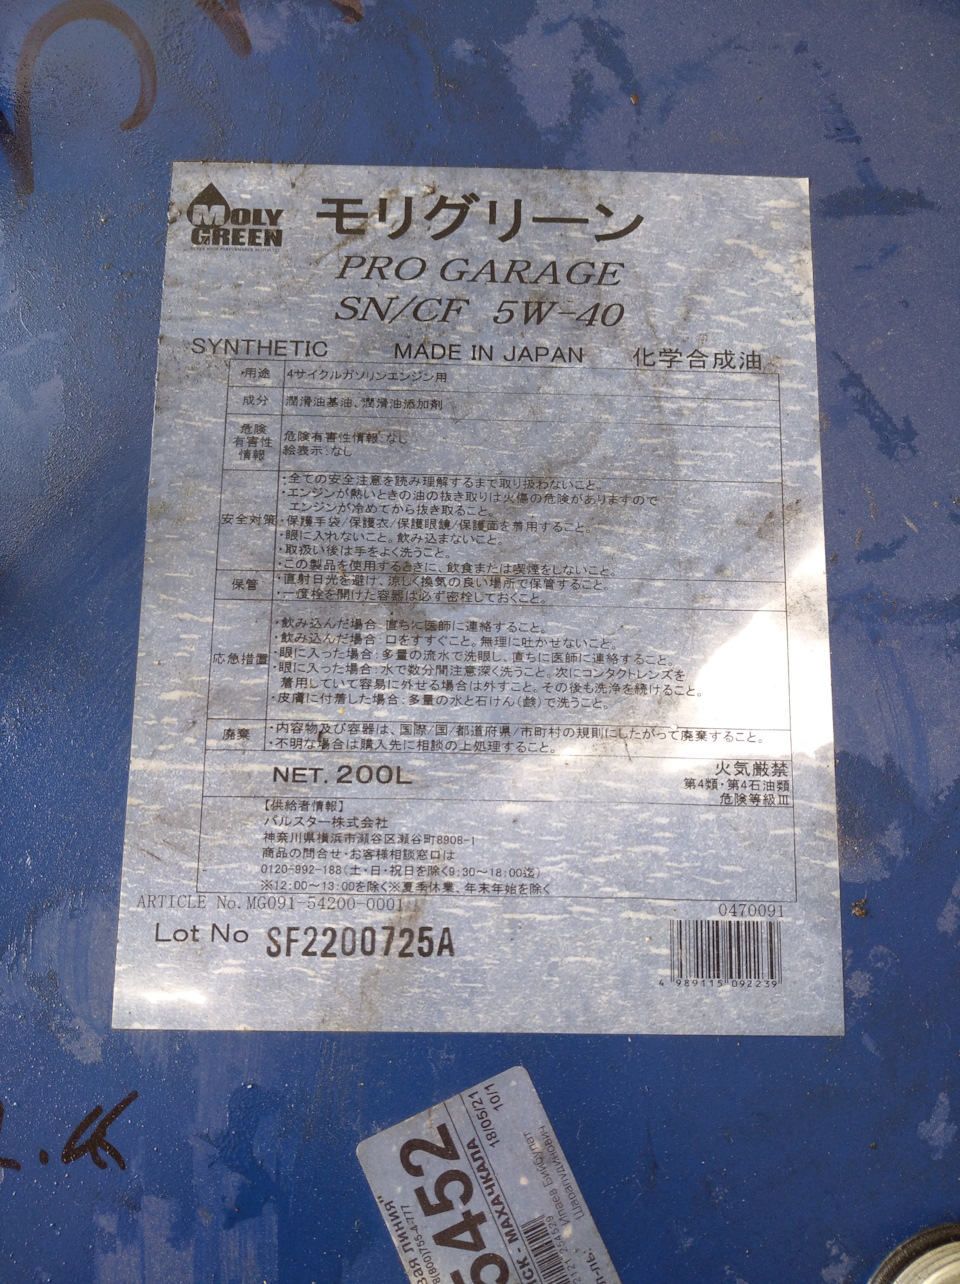 MOLY
GREEN
モリグリーン
PRO GARAGE
SN/CF 5W-40
SYNTHETIC MADE IN JAPAN 化学合成油
用途 4サイクルガソリンエンジン用
成分 潤滑油基油、潤滑油添加剤
危険有害性情報 危険有害性情報:なし
絵表示:なし
安全対策 ・全ての安全注意を読み理解するまで取り扱わないこと。
・エンジンが熱いときの油の抜き取りは火傷の危険がありますので
エンジンが冷めてから抜き取ること。
・保護手袋/保護衣/保護眼鏡/保護面を着用すること。
・眼に入れないこと。飲み込まないこと。
・取扱い後は手をよく洗うこと。
・この製品を使用するときに、飲食または喫煙をしないこと。
保管 ・直射日光を避け、涼しく換気の良い場所で保管すること。
・一度栓を開けた容器は必ず密栓しておくこと。
応急措置 ・飲み込んだ場合:直ちに医師に連絡すること。
・飲み込んだ場合:口をすすぐこと。無理に吐かせないこと。
・眼に入った場合:多量の流水で洗眼し、直ちに医師に連絡すること。
・眼に入った場合:水で数分間注意深く洗うこと。次にコンタクトレンズを
着用していて容易に外せる場合は外すこと。その後も洗浄を続けること。
・皮膚に付着した場合:多量の水と石けん(鹸)で洗うこと。
廃棄 ・内容物及び容器は、国際/国/都道府県/市町村の規則にしたがって廃棄すること。
・不明な場合は購入先に相談の上処理すること。
NET. 200L 火気厳禁
第4類・第4石油類
危険等級Ⅲ
【供給者情報】
バルスター株式会社
神奈川県横浜市瀬谷区瀬谷町8908-1
商品の問合せ・お客様相談窓口は
0120-992-188(土・日・祝日を除く9:30~18:00迄)
※12:00~13:00を除く※夏季休業、年末年始を除く
ARTICLE No. MG091-54200-0001 0470091
Lot No SF2200725A
4 989115 092239
18/05/21
10/1
5452
МАХАЧКАЛА
Ипаев Бийбулат
Шарапудинович
ЛИНИЯ"